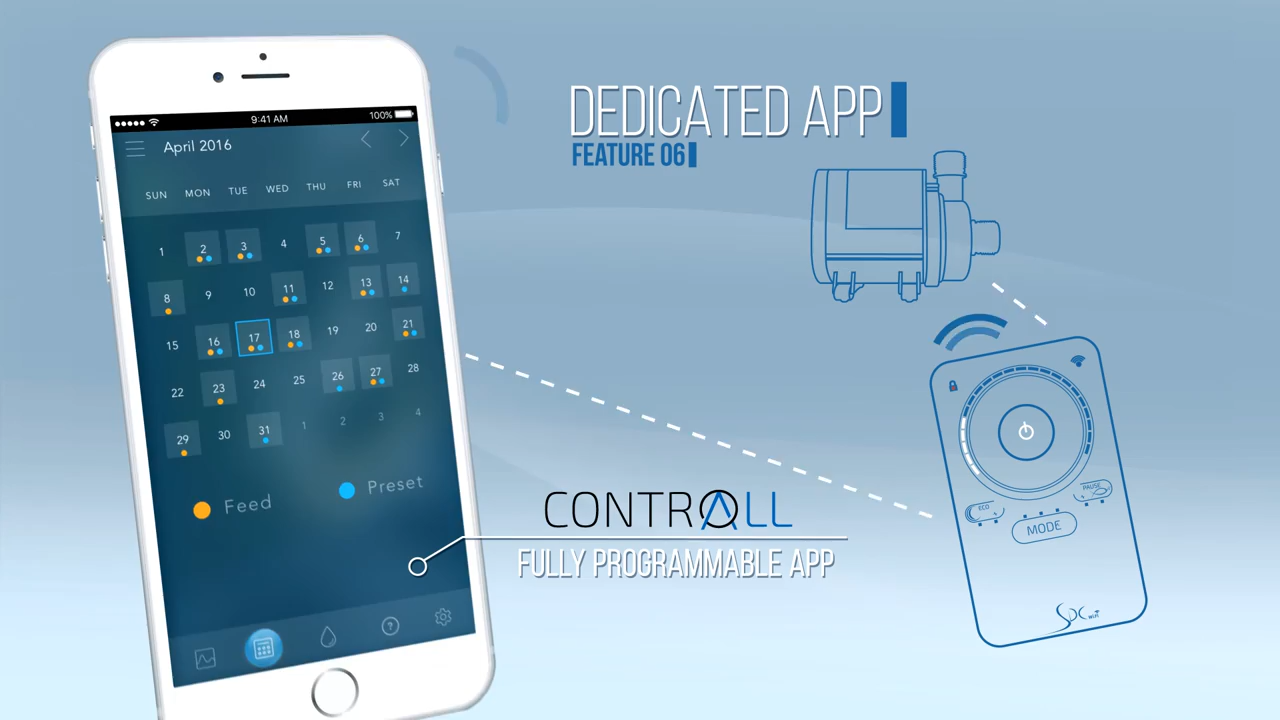 9:41 AM 100%
April 2016
SUN MON TUE WED THU FRI SAT
1 2 3 4 5 6 7
8 9 10 11 12 13 14
15 16 17 18 19 20 21
22 23 24 25 26 27 28
29 30 31 1 2 3 4
Feed Preset
DEDICATED APP
FEATURE 06
CONTRALL
FULLY PROGRAMMABLE APP
ECO
PAUSE
MODE
SDC WiFi